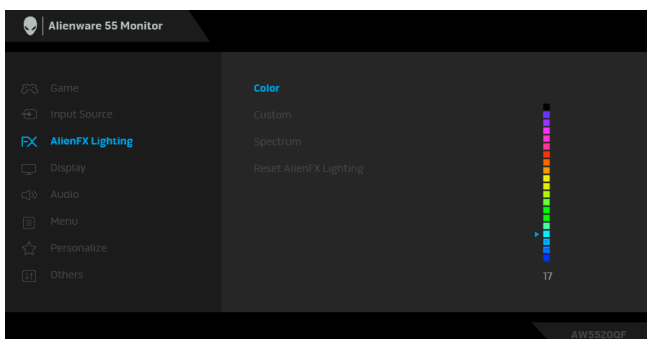 Alienware 55 Monitor
Game
Input Source
FX AlienFX Lighting
Display
Audio
Menu
Personalize
Others
Color
Custom
Spectrum
Reset AlienFX Lighting
17
AW5520QF